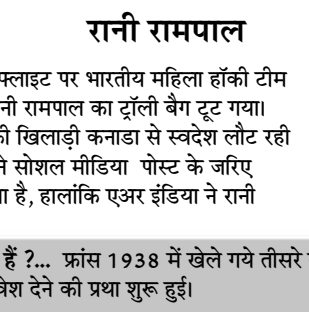 रानी रामपाल
फ्लाइट पर भारतीय महिला हॉकी टीम
नी रामपाल का ट्रॉली बैग टूट गया।
की खिलाड़ी कनाडा से स्वदेश लौट रही
ने सोशल मीडिया पोस्ट के जरिए
ा है, हालांकि एअर इंडिया ने रानी
हैं ?... फ्रांस 1938 में खेले गये तीसरे
वेश देने की प्रथा शुरू हुई।